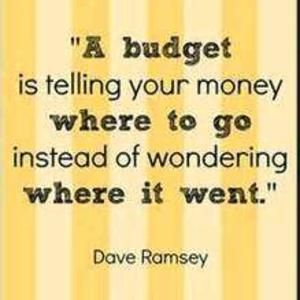 "A budget
is telling your money
where to go
instead of wondering
where it went."
Dave Ramsey